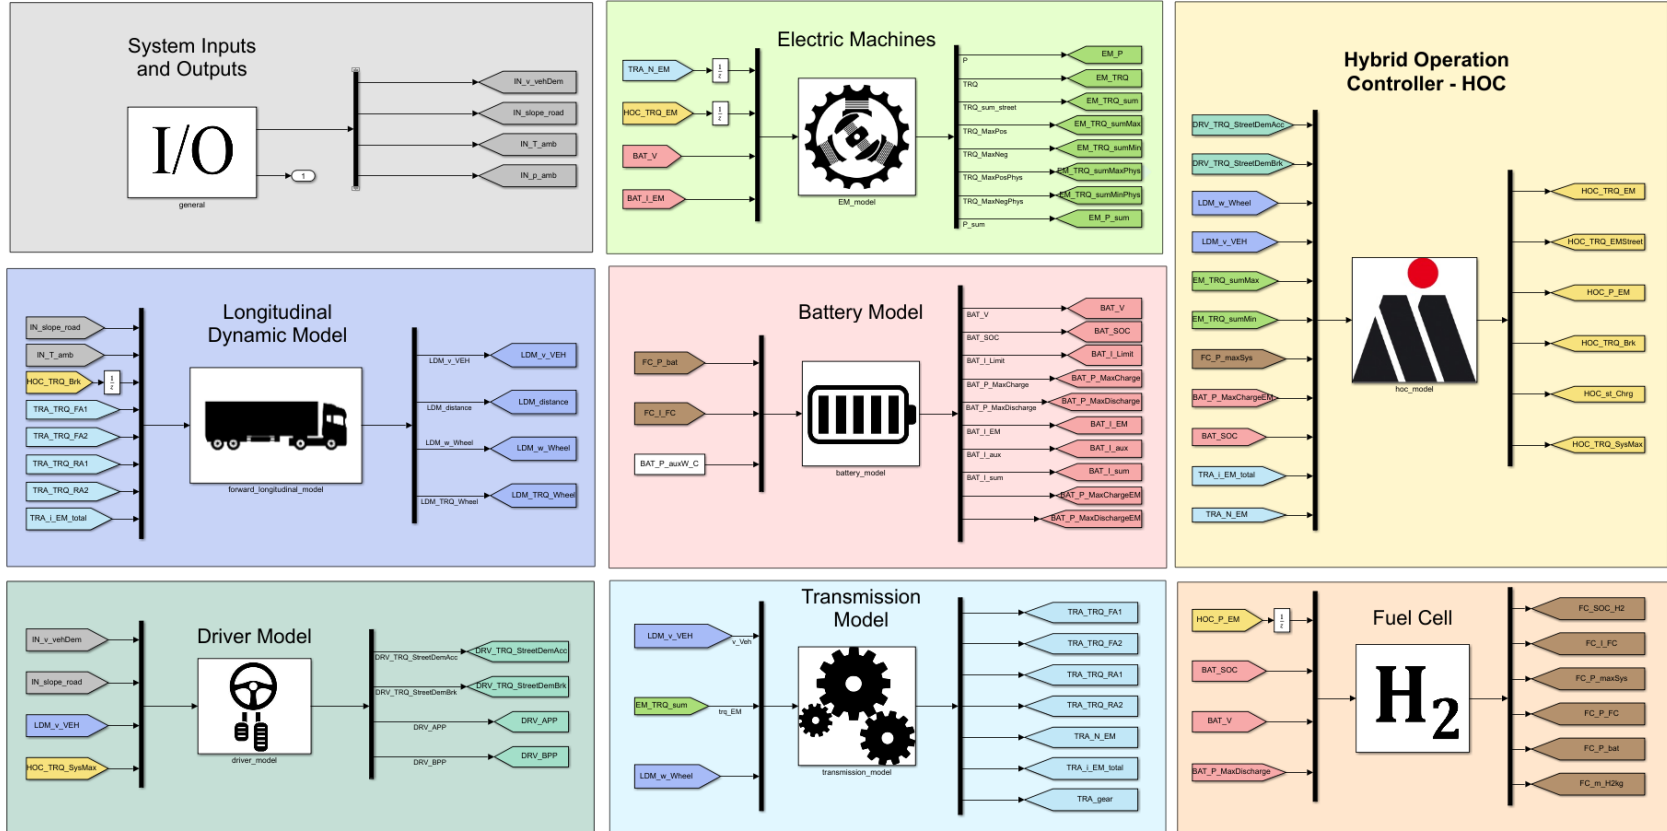 System Inputs
and Outputs
I/O
general
1
IN_v_vehDem
IN_slope_road
IN_T_amb
IN_p_amb
Electric Machines
TRA_N_EM
1
z
HOC_TRQ_EM
1
z
BAT_V
BAT_I_EM
EM_model
P
TRQ
TRQ_sum_street
TRQ_MaxPos
TRQ_MaxNeg
TRQ_MaxPosPhys
TRQ_MaxNegPhys
P_sum
EM_P
EM_TRQ
EM_TRQ_sum
EM_TRQ_sumMax
EM_TRQ_sumMin
EM_TRQ_sumMaxPhys
EM_TRQ_sumMinPhys
EM_P_sum
Hybrid Operation
Controller - HOC
DRV_TRQ_StreetDemAcc
DRV_TRQ_StreetDemBrk
LDM_w_Wheel
LDM_v_VEH
EM_TRQ_sumMax
EM_TRQ_sumMin
FC_P_maxSys
BAT_P_MaxChargeEM
BAT_SOC
TRA_i_EM_total
TRA_N_EM
hoc_model
HOC_TRQ_EM
HOC_TRQ_EMStreet
HOC_P_EM
HOC_TRQ_Brk
HOC_st_Chrg
HOC_TRQ_SysMax
Longitudinal
Dynamic Model
IN_slope_road
IN_T_amb
HOC_TRQ_Brk
1
z
TRA_TRQ_FA1
TRA_TRQ_FA2
TRA_TRQ_RA1
TRA_TRQ_RA2
TRA_i_EM_total
forward_longitudinal_model
LDM_v_VEH
LDM_distance
LDM_w_Wheel
LDM_TRQ_Wheel
LDM_v_VEH
LDM_distance
LDM_w_Wheel
LDM_TRQ_Wheel
Battery Model
FC_P_bat
FC_I_FC
BAT_P_auxW_C
battery_model
BAT_V
BAT_SOC
BAT_I_Limit
BAT_P_MaxCharge
BAT_P_MaxDischarge
BAT_I_EM
BAT_I_aux
BAT_I_sum
BAT_V
BAT_SOC
BAT_I_Limit
BAT_P_MaxCharge
BAT_P_MaxDischarge
BAT_I_EM
BAT_I_aux
BAT_I_sum
BAT_P_MaxChargeEM
BAT_P_MaxDischargeEM
Driver Model
IN_v_vehDem
IN_slope_road
LDM_v_VEH
HOC_TRQ_SysMax
driver_model
DRV_TRQ_StreetDemAcc
DRV_TRQ_StreetDemBrk
DRV_APP
DRV_BPP
DRV_TRQ_StreetDemAcc
DRV_TRQ_StreetDemBrk
DRV_APP
DRV_BPP
Transmission
Model
LDM_v_VEH
v_Veh
EM_TRQ_sum
trq_EM
LDM_w_Wheel
transmission_model
TRA_TRQ_FA1
TRA_TRQ_FA2
TRA_TRQ_RA1
TRA_TRQ_RA2
TRA_N_EM
TRA_i_EM_total
TRA_gear
Fuel Cell
HOC_P_EM
1
z
BAT_SOC
BAT_V
BAT_P_MaxDischarge
H2
FC_SOC_H2
FC_I_FC
FC_P_maxSys
FC_P_FC
FC_P_bat
FC_m_H2kg